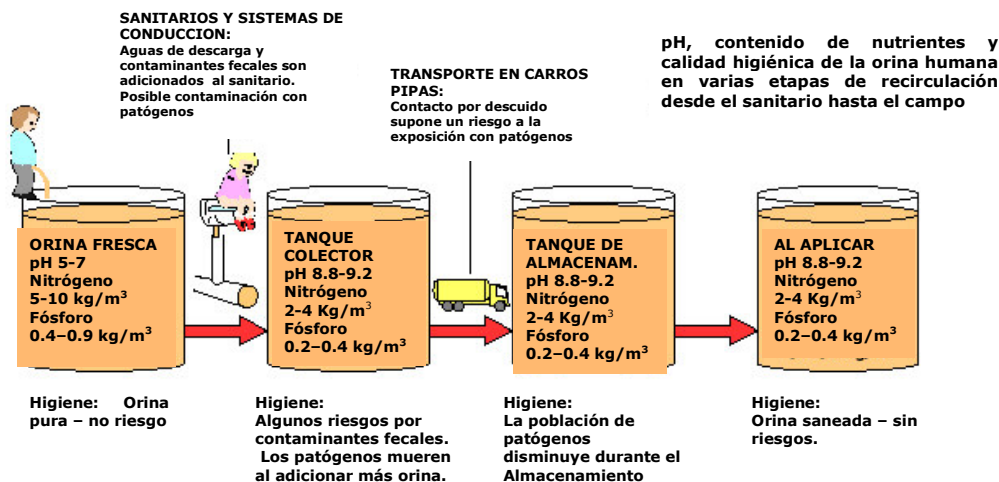 SANITARIOS Y SISTEMAS DE
CONDUCCION:
Aguas de descarga y
contaminantes fecales son
adicionados al sanitario.
Posible contaminación con
patógenos
TRANSPORTE EN CARROS
PIPAS:
Contacto por descuido
supone un riesgo a la
exposición con patógenos
pH, contenido de nutrientes y
calidad higiénica de la orina humana
en varias etapas de recirculación
desde el sanitario hasta el campo
ORINA FRESCA
pH 5-7
Nitrógeno
5-10 kg/m³
Fósforo
0.4–0.9 kg/m³
TANQUE
COLECTOR
pH 8.8-9.2
Nitrógeno
2-4 Kg/m³
Fósforo
0.2–0.4 kg/m³
TANQUE DE
ALMACENAM.
pH 8.8-9.2
Nitrógeno
2-4 Kg/m³
Fósforo
0.2–0.4 kg/m³
AL APLICAR
pH 8.8-9.2
Nitrógeno
2-4 Kg/m³
Fósforo
0.2–0.4 kg/m³
Higiene: Orina
pura – no riesgo
Higiene:
Algunos riesgos por
contaminantes fecales.
Los patógenos mueren
al adicionar más orina.
Higiene:
La población de
patógenos
disminuye durante el
Almacenamiento
Higiene:
Orina saneada – sin
riesgos.